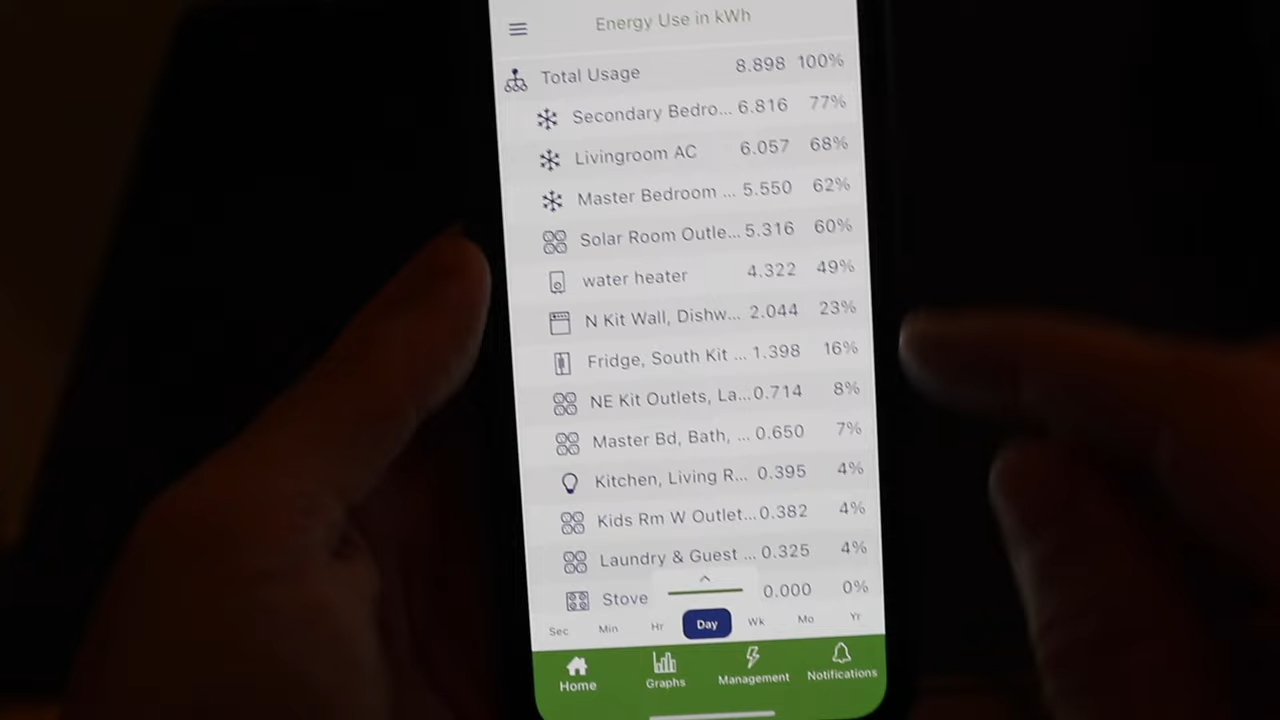 Energy Use in kWh
Total Usage 8.898 100%
Secondary Bedro... 6.816 77%
Livingroom AC 6.057 68%
Master Bedroom ... 5.550 62%
Solar Room Outle... 5.316 60%
water heater 4.322 49%
N Kit Wall, Dishw... 2.044 23%
Fridge, South Kit ... 1.398 16%
NE Kit Outlets, La... 0.714 8%
Master Bd, Bath, ... 0.650 7%
Kitchen, Living R... 0.395 4%
Kids Rm W Outlet... 0.382 4%
Laundry & Guest ... 0.325 4%
Stove 0.000 0%
Sec Min Hr Day Wk Mo Yr
Home Graphs Management Notifications